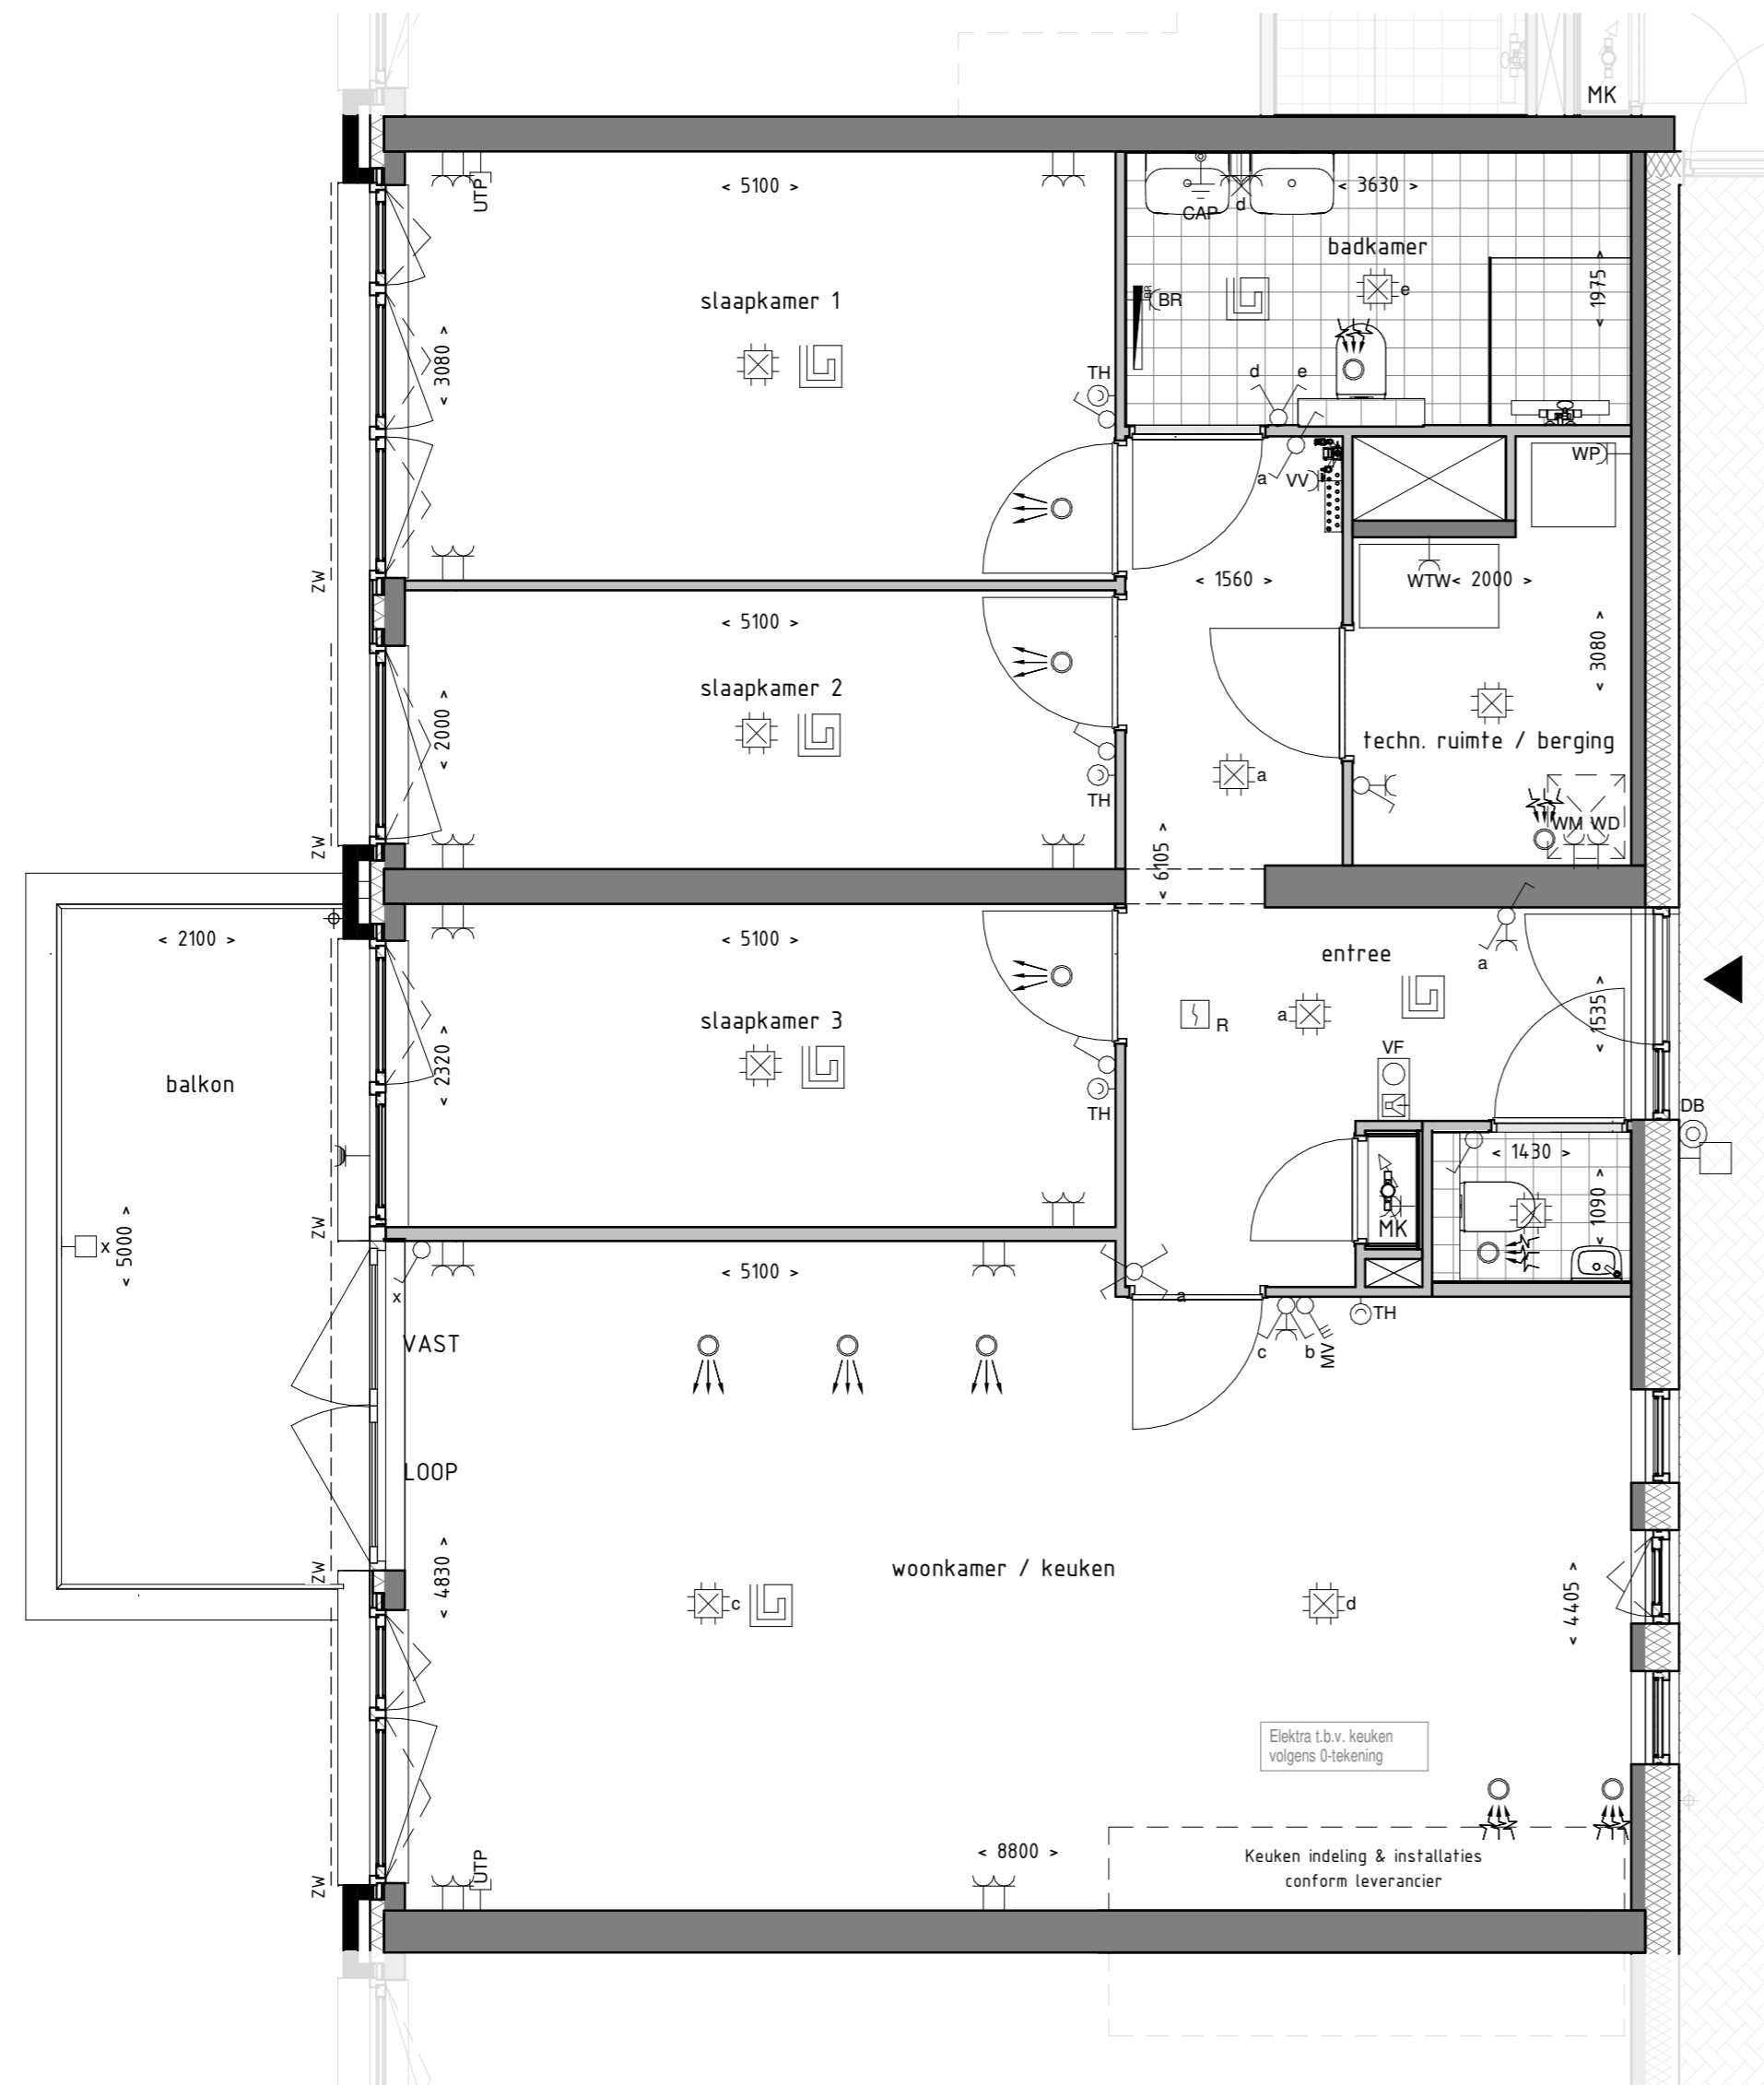 MK
UTP
< 5100 >
< 3630 >
CAP
d
badkamer
slaapkamer 1
< 1975 >
e
BR
BR
< 3080 >
TH
d
e
a
VV
WP
ZW
< 1560 >
WTW
< 2000 >
< 5100 >
< 3080 >
slaapkamer 2
< 2000 >
techn. ruimte / berging
a
TH
WM
WD
ZW
< 6105 >
< 2100 >
< 5100 >
entree
a
slaapkamer 3
< 2320 >
R
a
< 1535 >
VF
balkon
TH
DB
< 1430 >
< 1090 >
ZW
MK
x
< 5000 >
< 5100 >
x
a
TH
VAST
c
b
MV
LOOP
ZW
< 4830 >
woonkamer / keuken
c
d
< 4405 >
Elektra t.b.v. keuken
volgens 0-tekening
UTP
< 8800 >
Keuken indeling & installaties
conform leverancier
ZW